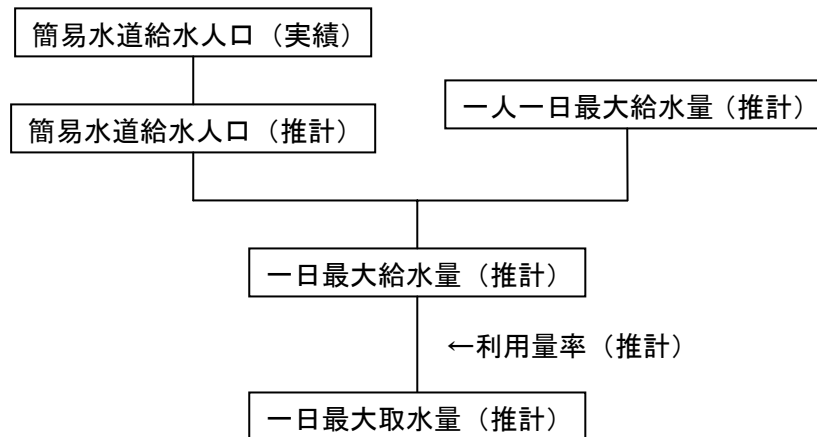 簡易水道給水人口（実績）
一人一日最大給水量（推計）
簡易水道給水人口（推計）
一日最大給水量（推計）
←利用量率（推計）
一日最大取水量（推計）